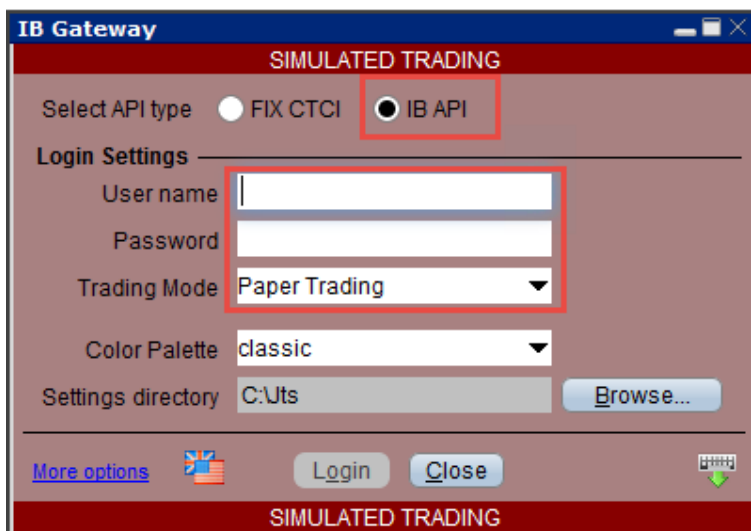 IB Gateway
SIMULATED TRADING
Select API type FIX CTCI IB API
Login Settings
User name
Password
Trading Mode Paper Trading
Color Palette classic
Settings directory C:\Jts Browse...
More options Login Close
SIMULATED TRADING